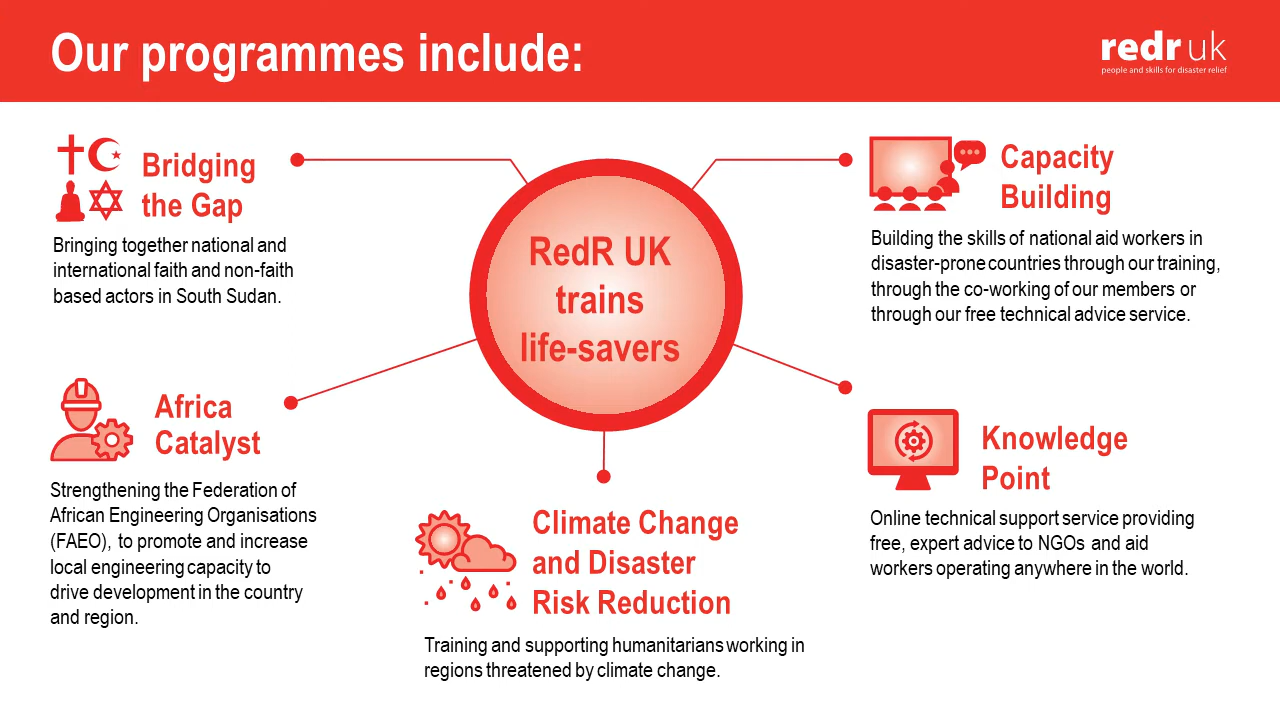 Our programmes include:
redr uk
people and skills for disaster relief
Bridging
the Gap
Bringing together national and
international faith and non-faith
based actors in South Sudan.
RedR UK
trains
life-savers
Capacity
Building
Building the skills of national aid workers in
disaster-prone countries through our training,
through the co-working of our members or
through our free technical advice service.
Africa
Catalyst
Strengthening the Federation of
African Engineering Organisations
(FAEO), to promote and increase
local engineering capacity to
drive development in the country
and region.
Climate Change
and Disaster
Risk Reduction
Training and supporting humanitarians working in
regions threatened by climate change.
Knowledge
Point
Online technical support service providing
free, expert advice to NGOs and aid
workers operating anywhere in the world.